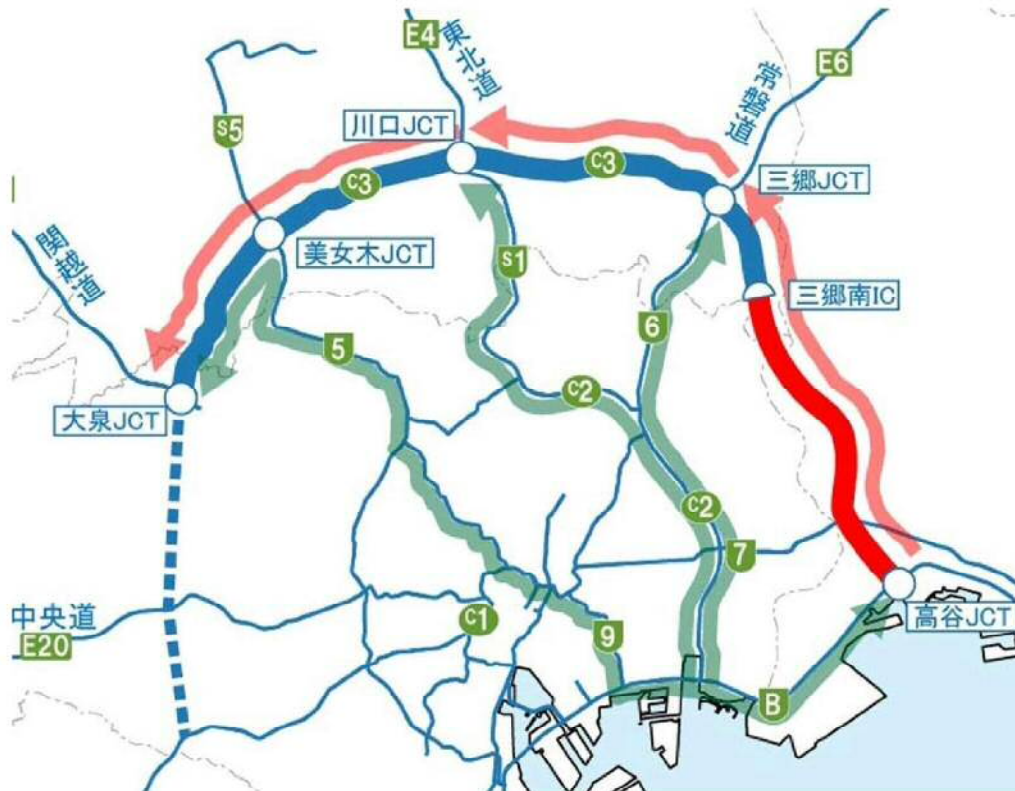 E4
東北道
E6
常磐道
S5
川口JCT
C3
C3
三郷JCT
関越道
美女木JCT
S1
三郷南IC
6
5
大泉JCT
C2
C2
7
中央道
E20
C1
9
高谷JCT
B